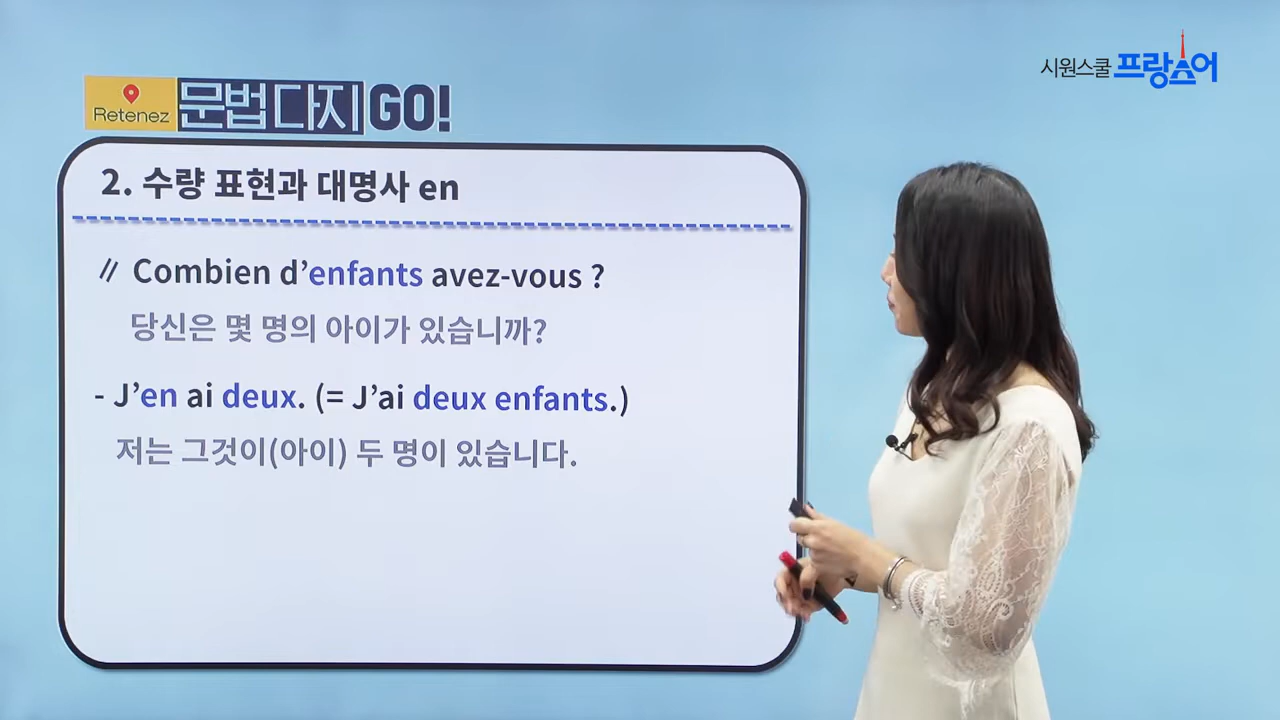 시원스쿨 프랑스어
Retenez 문법 다지 GO!
2. 수량 표현과 대명사 en
// Combien d’enfants avez-vous ?
당신은 몇 명의 아이가 있습니까?
- J’en ai deux. (= J’ai deux enfants.)
저는 그것이(아이) 두 명이 있습니다.